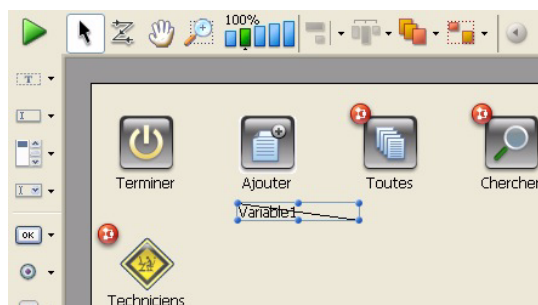 100%
T
I
I
Terminer
Ajouter
Toutes
Chercher
Variable1
OK
Techniciens